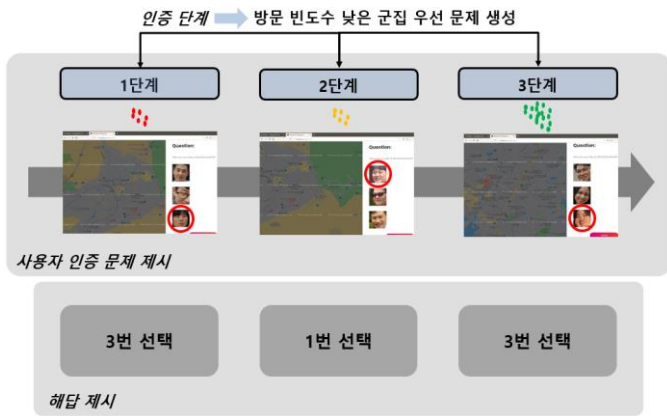 인증 단계 방문 빈도수 낮은 군집 우선 문제 생성
1단계
2단계
3단계
Question:
Question:
Question:
사용자 인증 문제 제시
3번 선택
1번 선택
3번 선택
해답 제시